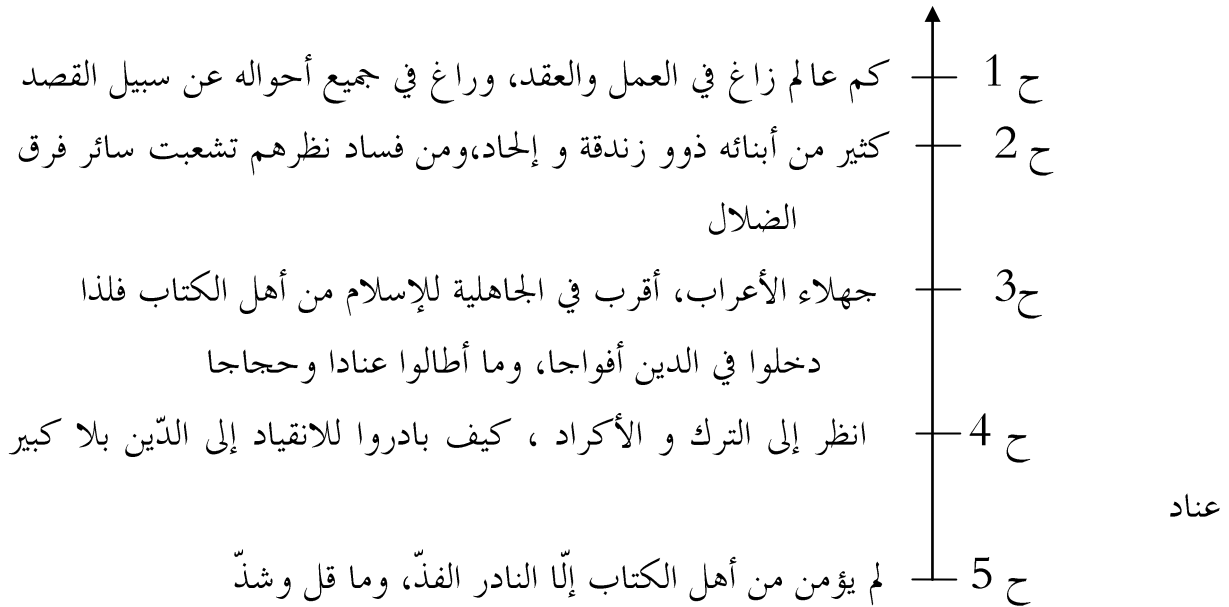 ح 1 كم عالم زاغ في العمل والعقد، وراغ في جميع أحواله عن سبيل القصد
ح 2 كثير من أبنائه ذوو زندقة و إلحاد،ومن فساد نظرهم تشعبت سائر فرق
الضلال
ح3 جهلاء الأعراب، أقرب في الجاهلية للإسلام من أهل الكتاب فلذا
دخلوا في الدين أفواجا، وما أطالوا عنادا وحجاجا
ح 4 انظر إلى الترك و الأكراد ، كيف بادروا للانقياد إلى الدّين بلا كبير
عناد
ح 5 لم يؤمن من أهل الكتاب إلّا النادر الفذّ، وما قل وشذّ